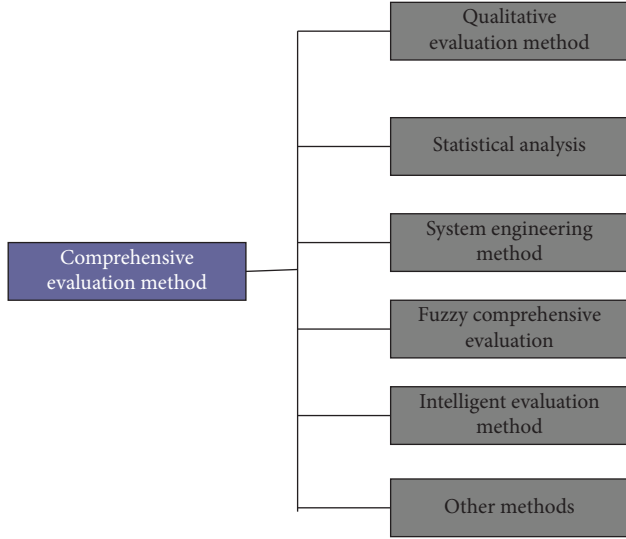 Qualitative
evaluation method
Statistical analysis
System engineering
method
Comprehensive
evaluation method
Fuzzy comprehensive
evaluation
Intelligent evaluation
method
Other methods